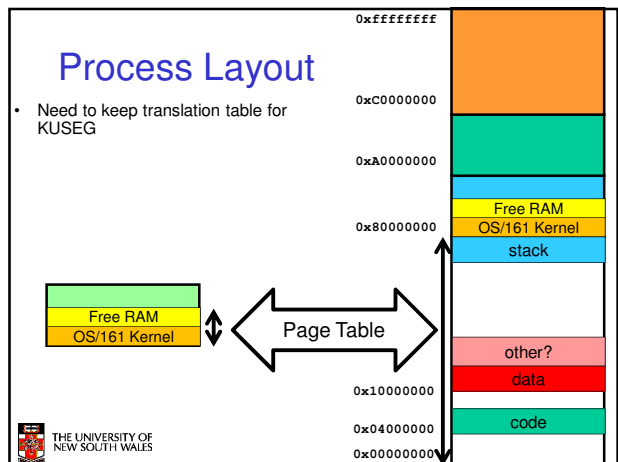 Process Layout
• Need to keep translation table for
KUSEG
0xffffffff
0xC0000000
0xA0000000
0x80000000
0x10000000
0x04000000
0x00000000
Free RAM
OS/161 Kernel
stack
other?
data
code
Free RAM
OS/161 Kernel
Page Table
THE UNIVERSITY OF
NEW SOUTH WALES